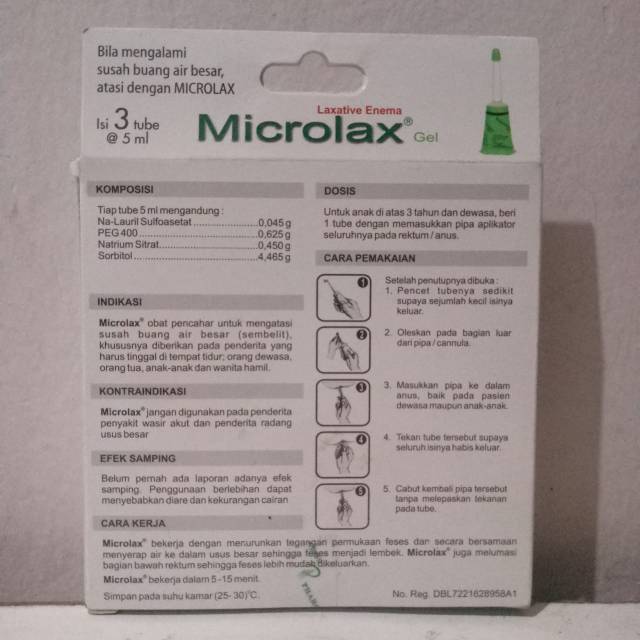 Bila mengalami
susah buang air besar,
atasi dengan MICROLAX
Isi 3 tube
@ 5 ml
Laxative Enema
Microlax® Gel
KOMPOSISI
Tiap tube 5 ml mengandung :
Na-Lauril Sulfoasetat ......................0,045 g
PEG 400 ........................................0,625 g
Natrium Sitrat.................................0,450 g
Sorbitol ..........................................4,465 g
INDIKASI
Microlax® obat pencahar untuk mengatasi
susah buang air besar (sembelit),
khususnya diberikan pada penderita yang
harus tinggal di tempat tidur; orang dewasa,
orang tua, anak-anak dan wanita hamil.
KONTRAINDIKASI
Microlax® jangan digunakan pada penderita
penyakit wasir akut dan penderita radang
usus besar
EFEK SAMPING
Belum pernah ada laporan adanya efek
samping. Penggunaan berlebihan dapat
menyebabkan diare dan kekurangan cairan
DOSIS
Untuk anak di atas 3 tahun dan dewasa, beri
1 tube dengan memasukkan pipa aplikator
seluruhnya pada rektum / anus.
CARA PEMAKAIAN
Setelah penutupnya dibuka :
1
1. Pencet tubenya sedikit
supaya sejumlah kecil isinya
keluar.
2
2. Oleskan pada bagian luar
dari pipa / cannula.
3
3. Masukkan pipa ke dalam
anus, baik pada pasien
dewasa maupun anak-anak.
4
4. Tekan tube tersebut supaya
seluruh isinya habis keluar.
5
5. Cabut kembali pipa tersebut
tanpa melepaskan tekanan
pada tube.
CARA KERJA
Microlax® bekerja dengan menurunkan tegangan permukaan feses dan secara bersamaan
menyerap air ke dalam usus besar sehingga feses menjadi lembek. Microlax® juga melumasi
bagian bawah rektum sehingga feses lebih mudah dikeluarkan.
Microlax® bekerja dalam 5 - 15 menit.
Simpan pada suhu kamar (25- 30)°C.
No. Reg. DBL7221628958A1